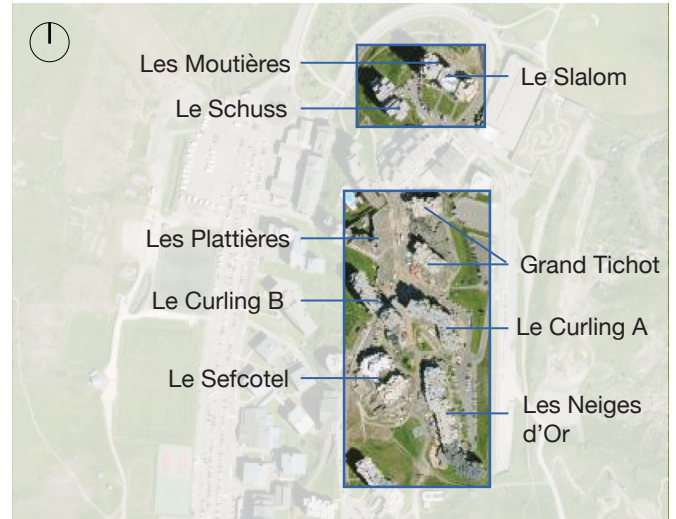 Les Moutières
Le Slalom
Le Schuss
Les Plattières
Grand Tichot
Le Curling B
Le Curling A
Le Sefcotel
Les Neiges
d'Or